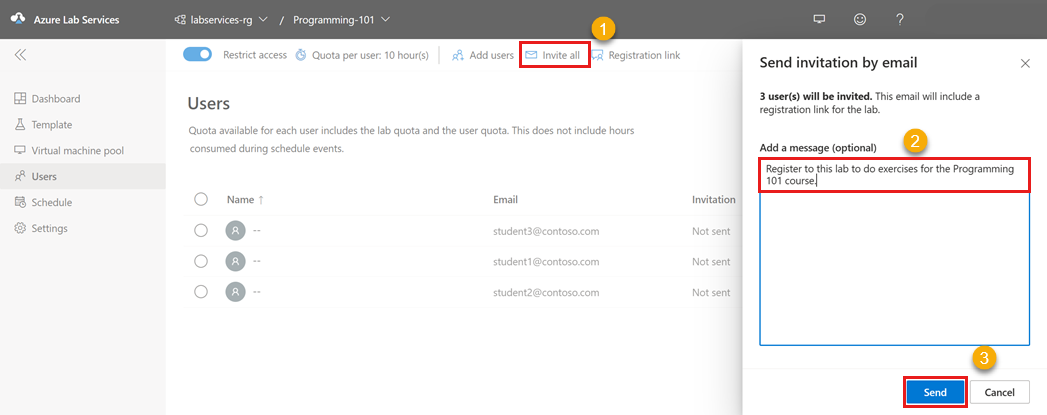 Azure Lab Services labservices-rg / Programming-101 ?
1
Restrict access Quota per user: 10 hour(s) Add users Invite all Registration link
Dashboard
Template
Virtual machine pool
Users
Schedule
Settings
Users
Quota available for each user includes the lab quota and the user quota. This does not include hours
consumed during schedule events.
Name ↑ Email Invitation
-- student3@contoso.com Not sent
-- student1@contoso.com Not sent
-- student2@contoso.com Not sent
Send invitation by email
3 user(s) will be invited. This email will include a
registration link for the lab.
2
Add a message (optional)
Register to this lab to do exercises for the Programming
101 course.
3
Send Cancel